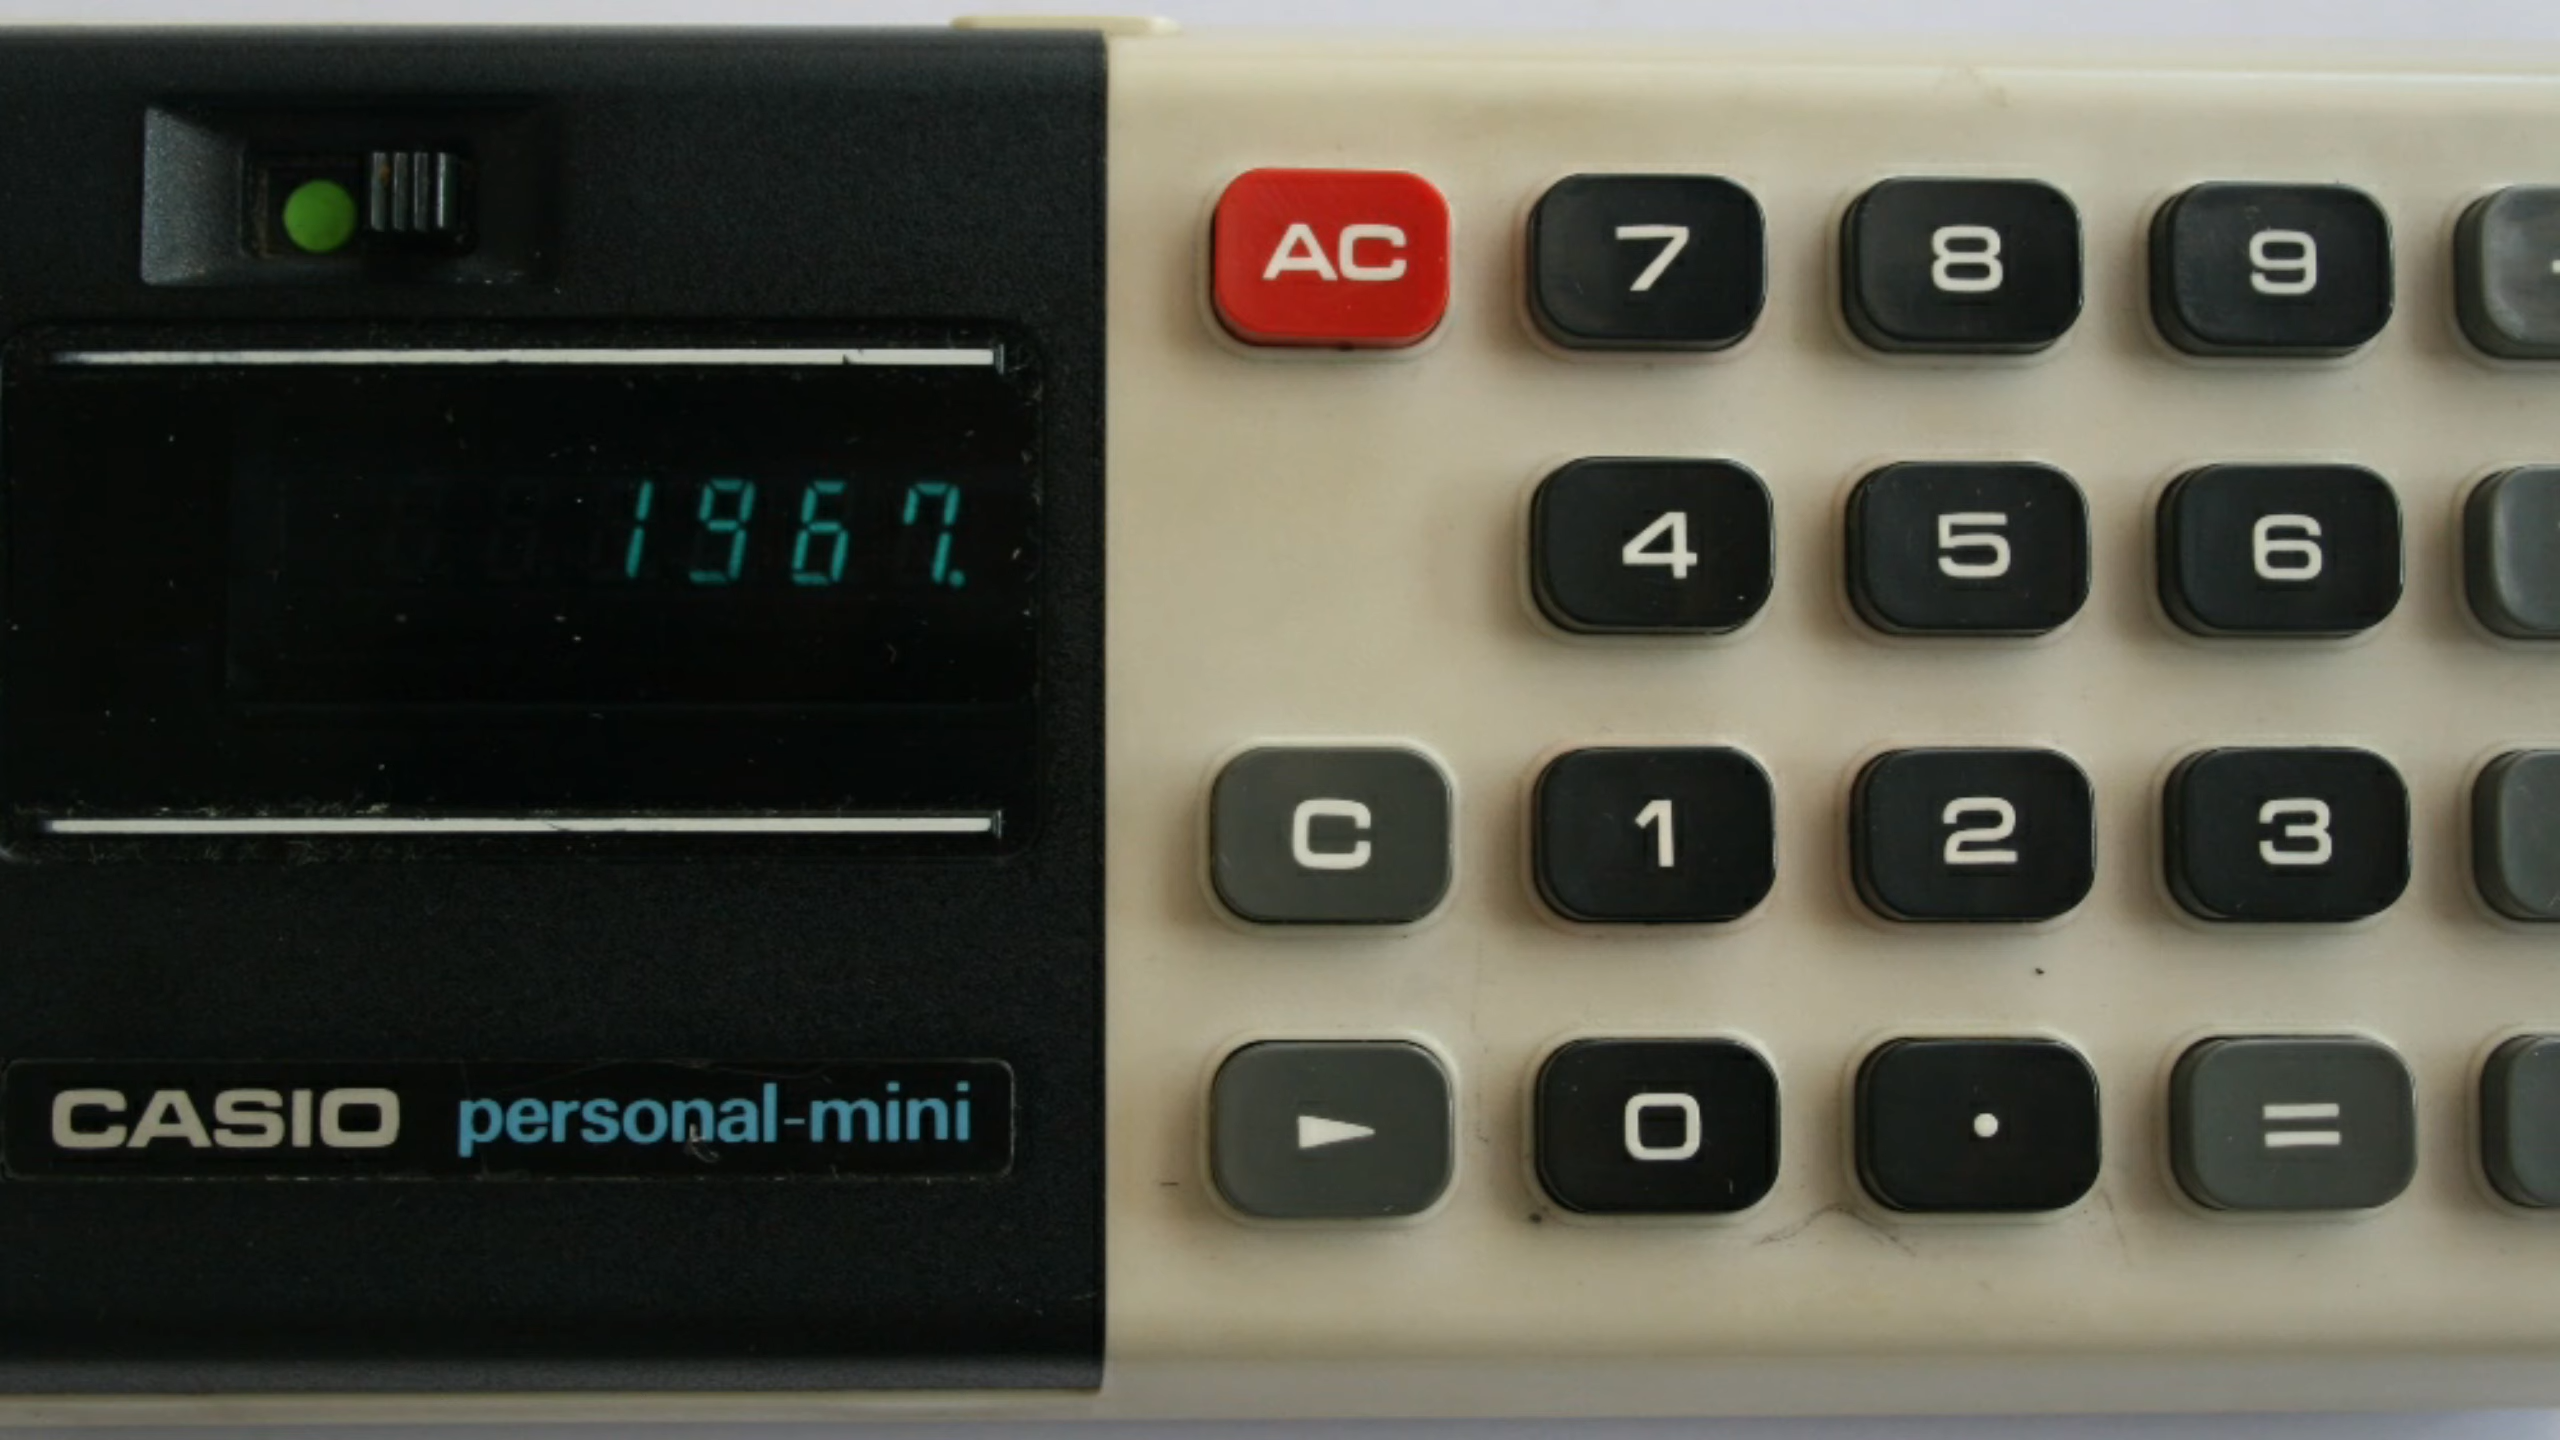 1967.
CASIO personal-mini
AC 7 8 9
4 5 6
C 1 2 3
► 0 . =